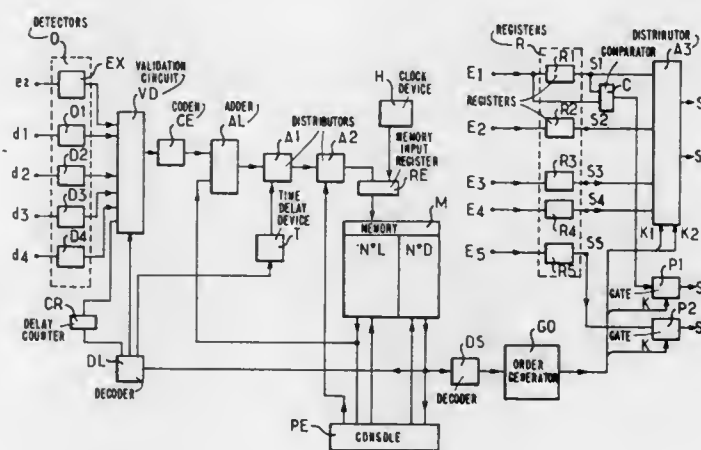 DETECTORS
D
EX
e2
D1
d1
D2
d2
D3
d3
D4
d4
VALIDATION
CIRCUIT
VD
CODER
CE
ADDER
AL
DISTRIBUTORS
A1
A2
H
CLOCK
DEVICE
MEMORY
INPUT
REGISTER
RE
TIME
DELAY
DEVICE
T
M
MEMORY
N°L
N°D
CR
DELAY
COUNTER
DL
DECODER
PE
CONSOLE
DS
DECODER
GO
ORDER
GENERATOR
REGISTERS
R
E1
R1
S1
COMPARATOR
C
DISTRIBUTOR
A3
REGISTERS
E2
R2
S2
E3
R3
S3
E4
R4
S4
E5
R5
S5
K1
K2
P1
GATE
K
P2
GATE
K
S
S
S
S